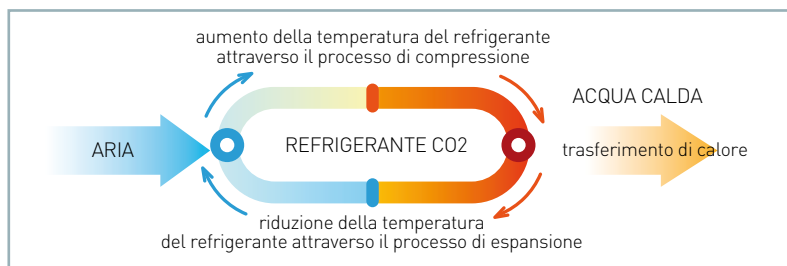 aumento della temperatura del refrigerante
attraverso il processo di compressione
ACQUA CALDA
ARIA
REFRIGERANTE CO2
trasferimento di calore
riduzione della temperatura
del refrigerante attraverso il processo di espansione